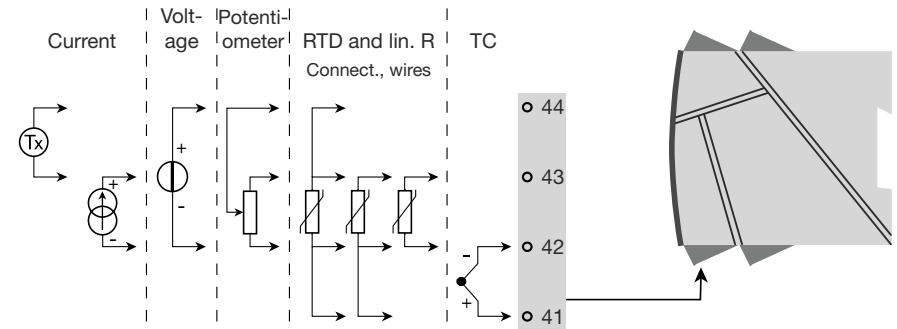 Current
Volt-
age
Potenti-
ometer
RTD and lin. R
Connect., wires
TC
Tx
+
-
+
-
-
+
44
43
42
41